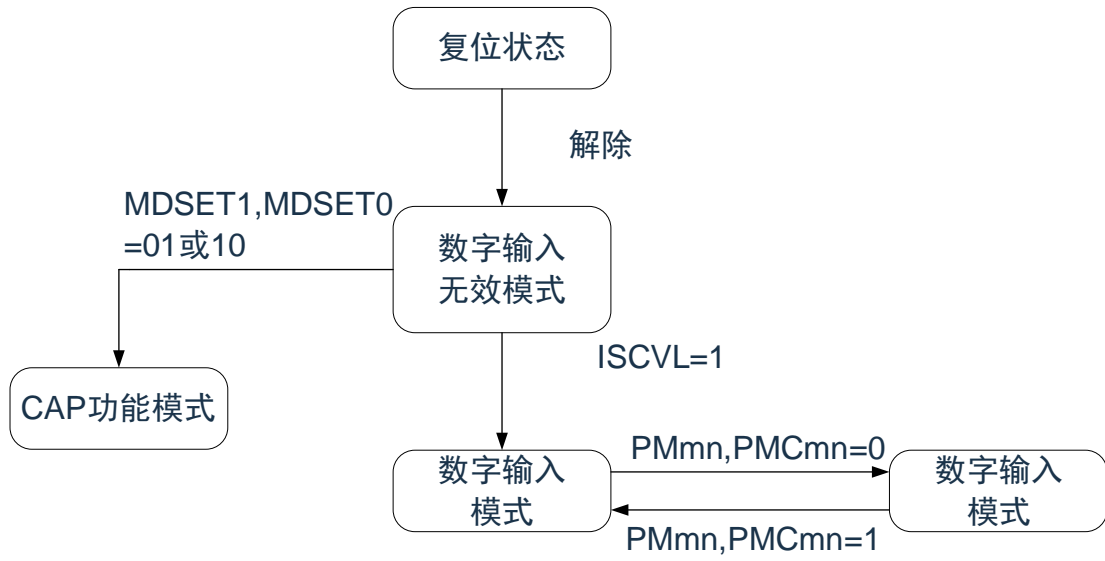 复位状态
解除
MDSET1,MDSET0
=01或10
数字输入
无效模式
ISCVL=1
CAP功能模式
数字输入
模式
PMmn,PMCmn=0
PMmn,PMCmn=1
数字输入
模式